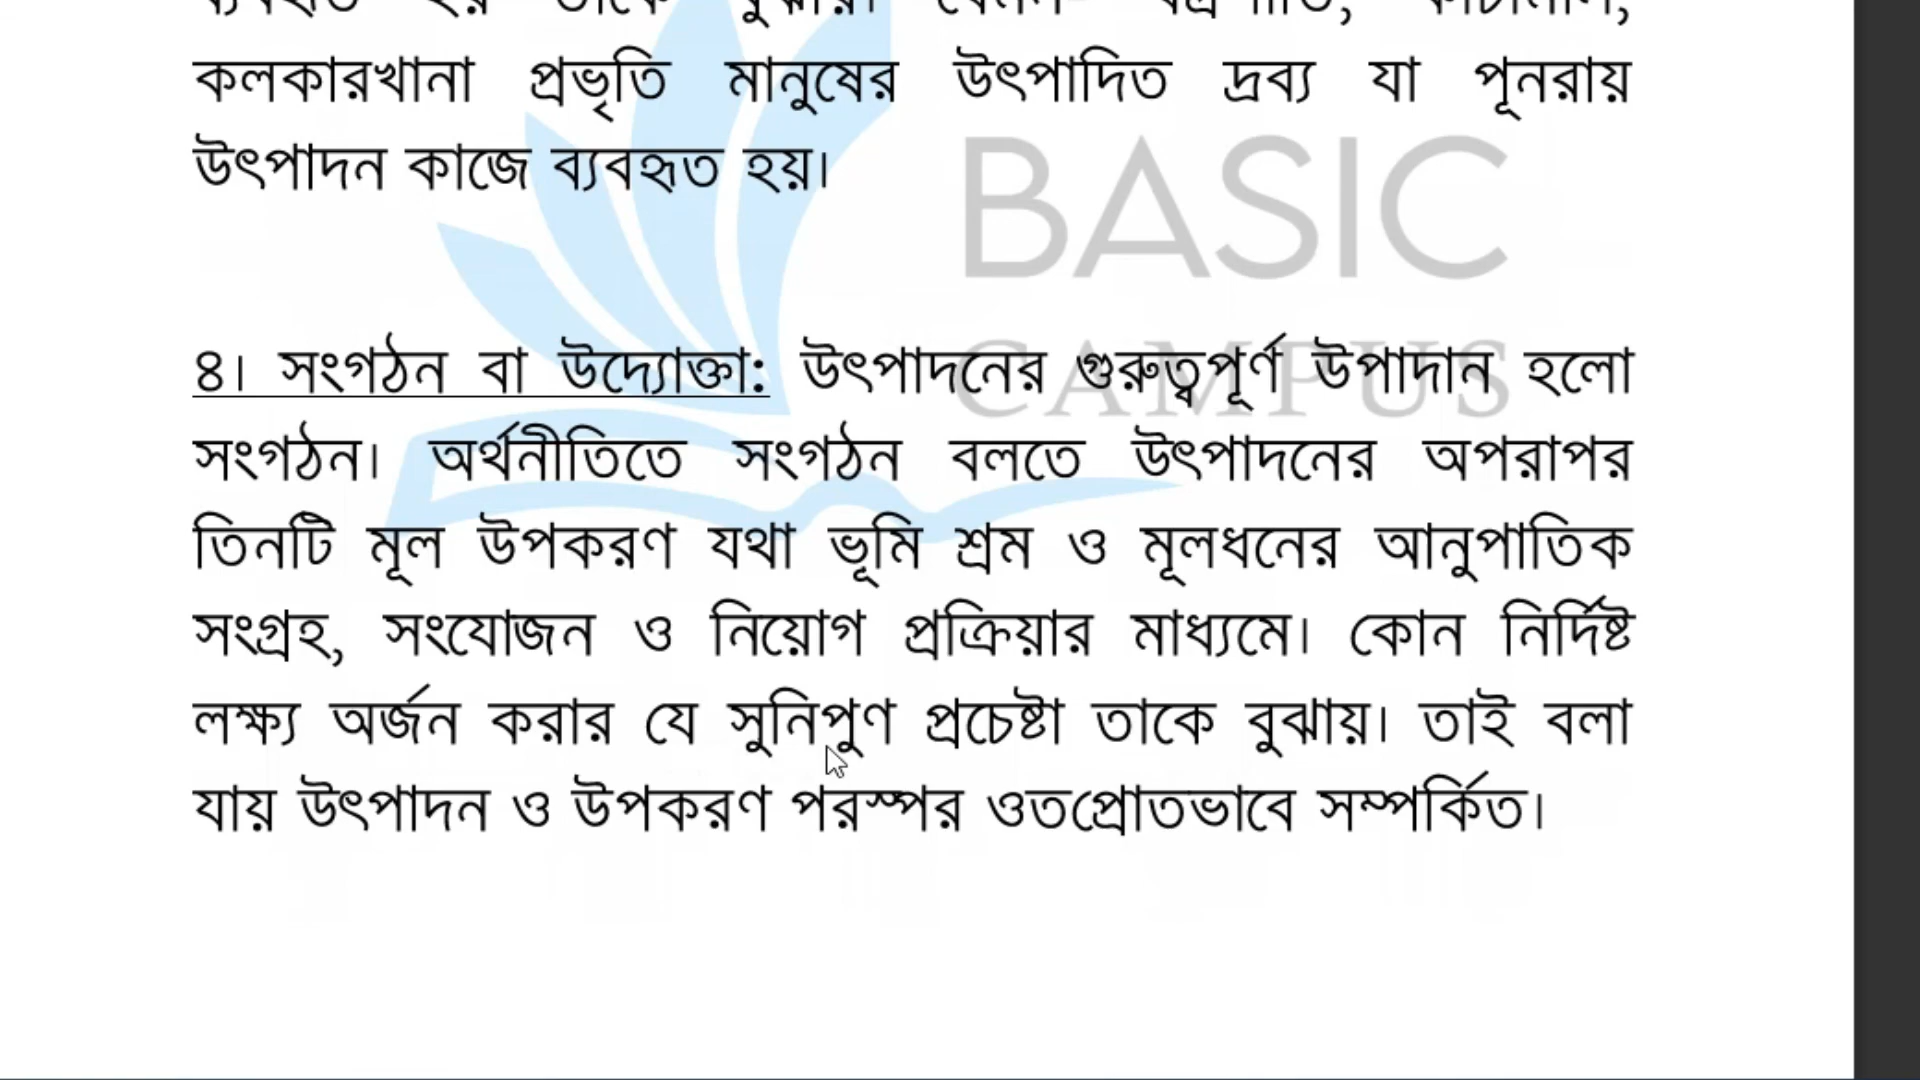 কলকারখানা প্রভৃতি মানুষের উৎপাদিত দ্রব্য যা পূনরায়
উৎপাদন কাজে ব্যবহৃত হয়।
BASIC
CAMPUS
৪। সংগঠন বা উদ্যোক্তা: উৎপাদনের গুরুত্বপূর্ণ উপাদান হলো
সংগঠন। অর্থনীতিতে সংগঠন বলতে উৎপাদনের অপরাপর
তিনটি মূল উপকরণ যথা ভূমি শ্রম ও মূলধনের আনুপাতিক
সংগ্রহ, সংযোজন ও নিয়োগ প্রক্রিয়ার মাধ্যমে। কোন নির্দিষ্ট
লক্ষ্য অর্জন করার যে সুনিপুণ প্রচেষ্টা তাকে বুঝায়। তাই বলা
যায় উৎপাদন ও উপকরণ পরস্পর ওতপ্রোতভাবে সম্পর্কিত।